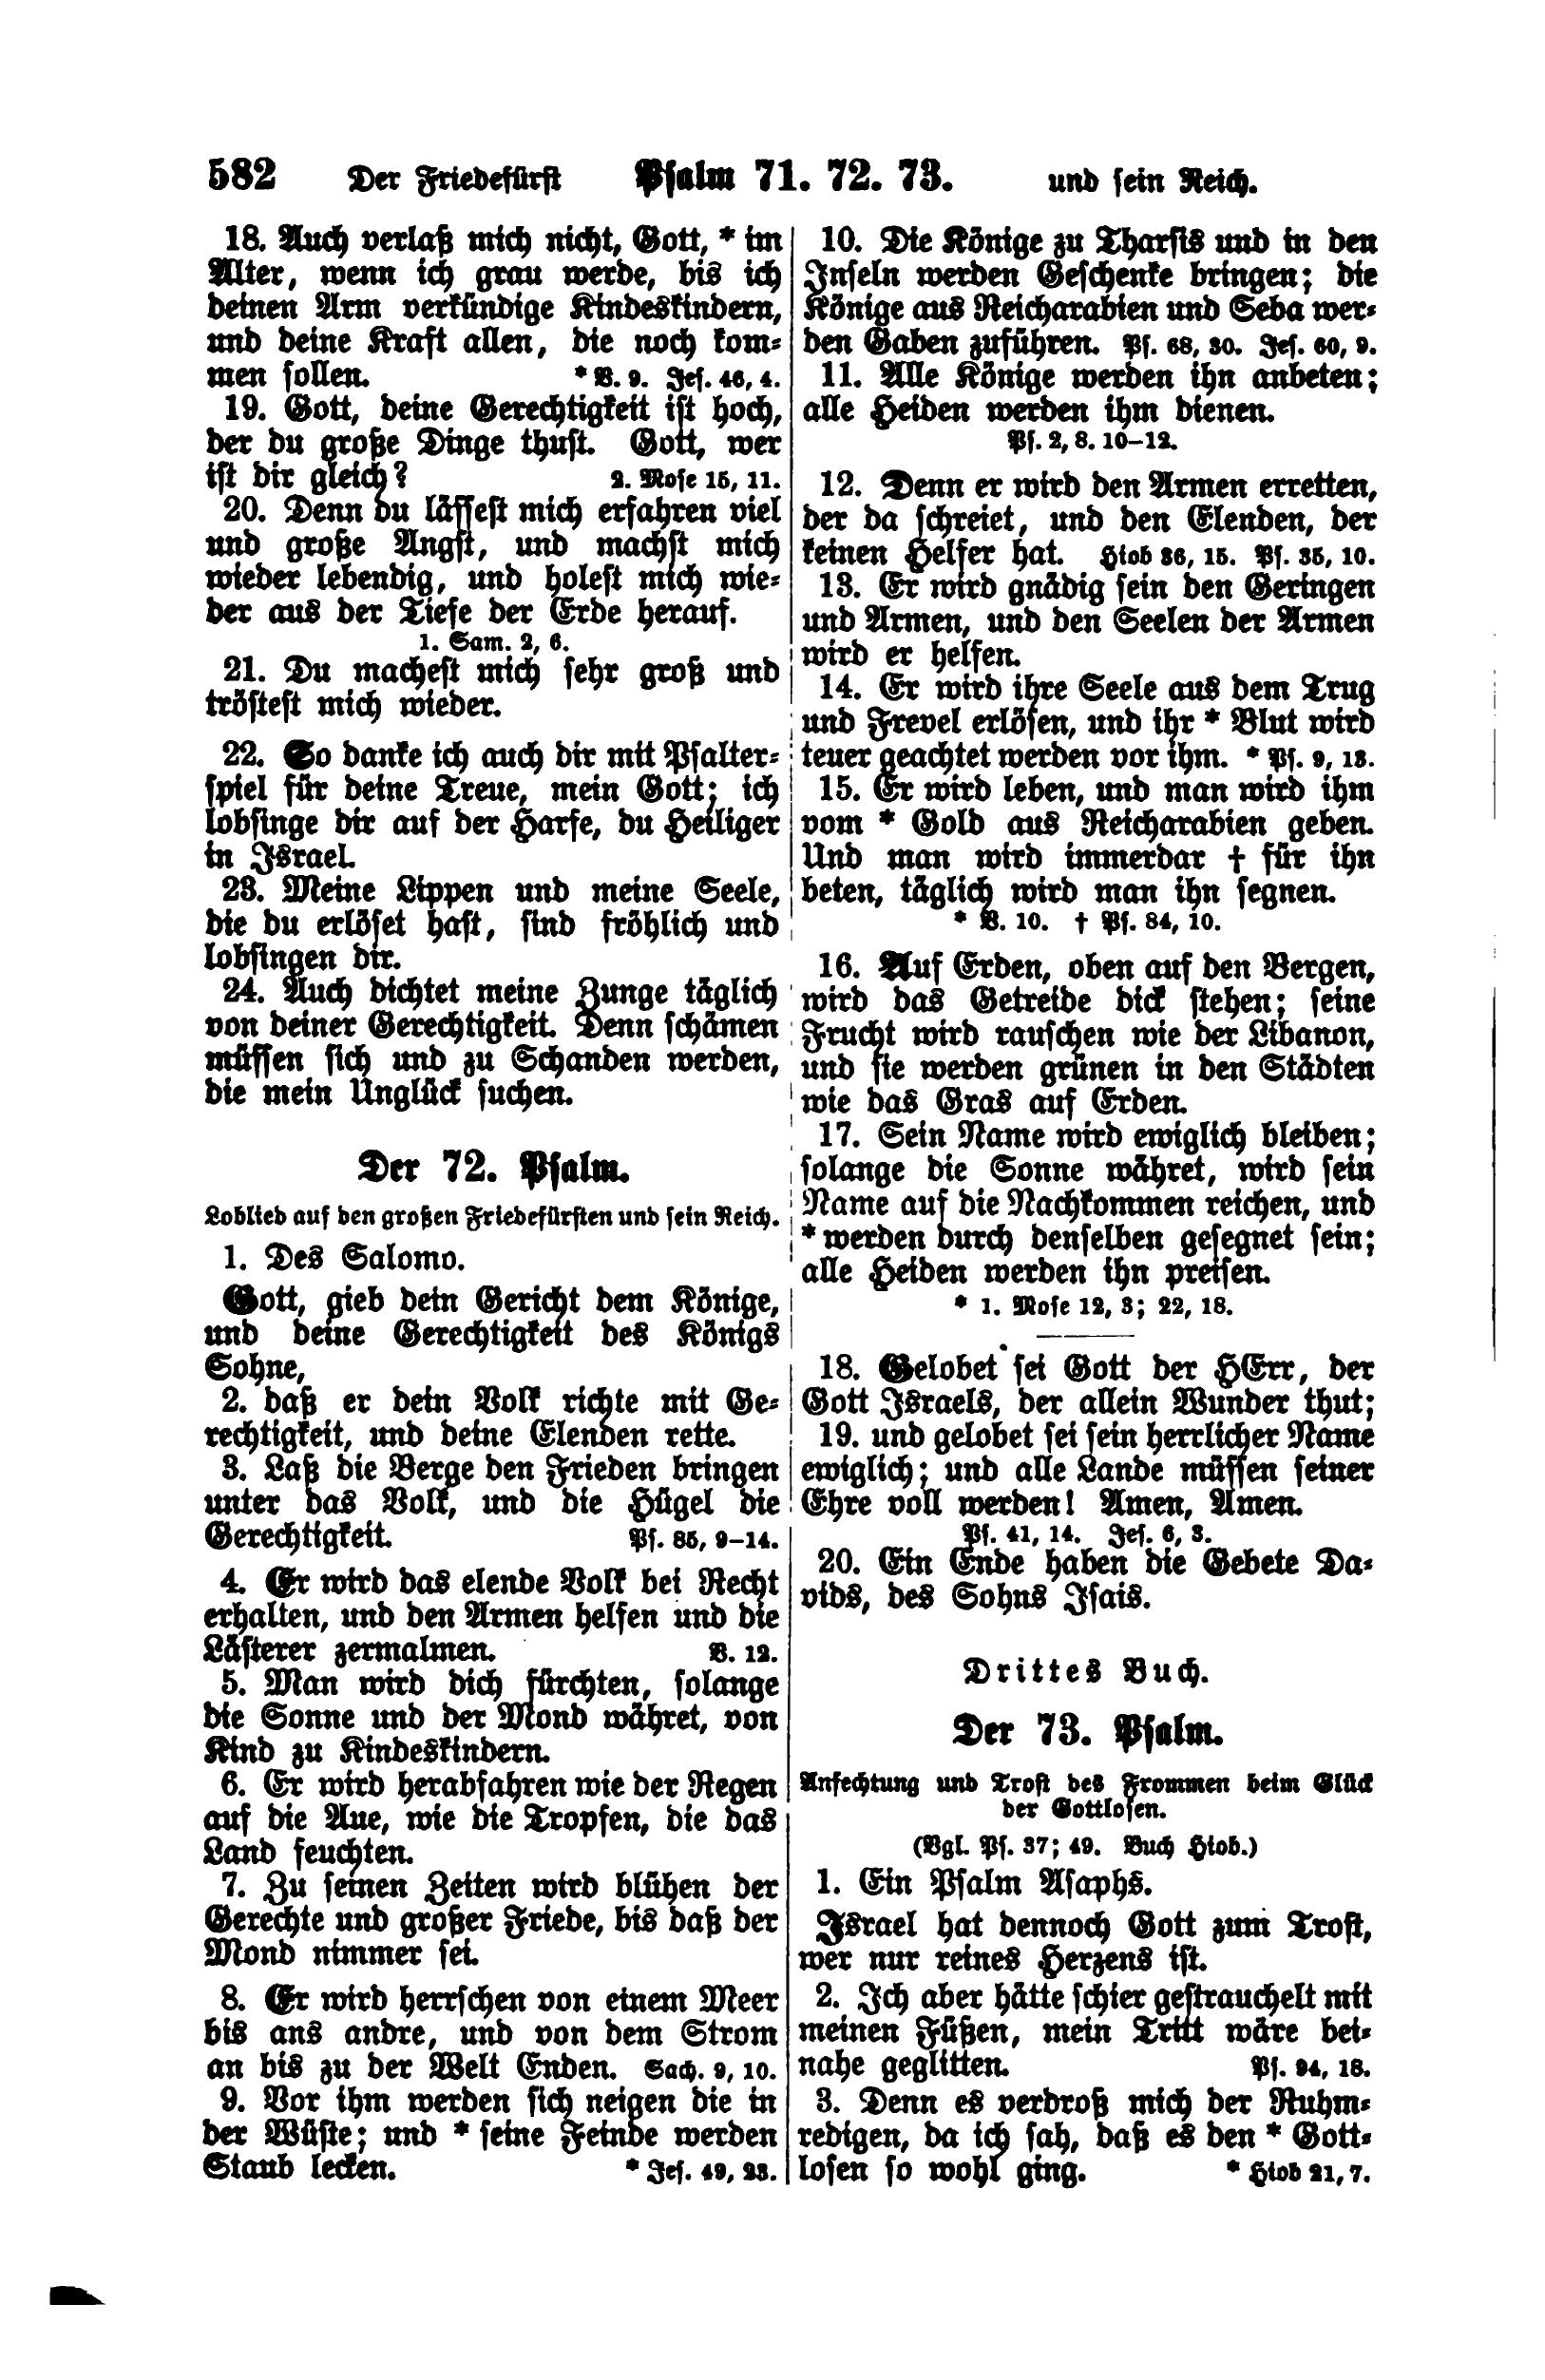 582 Der Friedefürst Psalm 71. 72. 73. und sein Reich.
18. Auch verlaß mich nicht, Gott, * im
Alter, wenn ich grau werde, bis ich
deinen Arm verkündige Kindeskindern,
und deine Kraft allen, die noch kom-
men sollen. * V. 9. Jes. 46, 4.
19. Gott, deine Gerechtigkeit ist hoch,
der du große Dinge thust. Gott, wer
ist dir gleich? 2. Mose 15, 11.
20. Denn du lässest mich erfahren viel
und große Angst, und machst mich
wieder lebendig, und holest mich wie-
der aus der Tiefe der Erde herauf.
1. Sam. 2, 6.
21. Du machest mich sehr groß und
tröstest mich wieder.
22. So danke ich auch dir mit Psalter-
spiel für deine Treue, mein Gott; ich
lobsinge dir auf der Harfe, du Heiliger
in Israel.
23. Meine Lippen und meine Seele,
die du erlöset hast, sind fröhlich und
lobsingen dir.
24. Auch dichtet meine Zunge täglich
von deiner Gerechtigkeit. Denn schämen
müssen sich und zu Schanden werden,
die mein Unglück suchen.
Der 72. Psalm.
Loblied auf den großen Friedefürsten und sein Reich.
1. Des Salomo.
Gott, gieb dein Gericht dem Könige,
und deine Gerechtigkeit des Königs
Sohne,
2. daß er dein Volk richte mit Ge-
rechtigkeit, und deine Elenden rette.
3. Laß die Berge den Frieden bringen
unter das Volk, und die Hügel die
Gerechtigkeit. Ps. 85, 9–14.
4. Er wird das elende Volk bei Recht
erhalten, und den Armen helfen und die
Lästerer zermalmen. V. 12.
5. Man wird dich fürchten, solange
die Sonne und der Mond währet, von
Kind zu Kindeskindern.
6. Er wird herabfahren wie der Regen
auf die Aue, wie die Tropfen, die das
Land feuchten.
7. Zu seinen Zeiten wird blühen der
Gerechte und großer Friede, bis daß der
Mond nimmer sei.
8. Er wird herrschen von einem Meer
bis ans andre, und von dem Strom
an bis zu der Welt Enden. Sach. 9, 10.
9. Vor ihm werden sich neigen die in
der Wüste; und * seine Feinde werden
Staub lecken. * Jes. 49, 23.
10. Die Könige zu Tharsis und in den
Inseln werden Geschenke bringen; die
Könige aus Reicharabien und Seba wer-
den Gaben zuführen. Ps. 68, 30. Jes. 60, 9.
11. Alle Könige werden ihn anbeten;
alle Heiden werden ihm dienen.
Ps. 2, 8. 10–12.
12. Denn er wird den Armen erretten,
der da schreiet, und den Elenden, der
keinen Helfer hat. Hiob 36, 15. Ps. 35, 10.
13. Er wird gnädig sein den Geringen
und Armen, und den Seelen der Armen
wird er helfen.
14. Er wird ihre Seele aus dem Trug
und Frevel erlösen, und ihr * Blut wird
teuer geachtet werden vor ihm. * Ps. 9, 13.
15. Er wird leben, und man wird ihm
vom * Gold aus Reicharabien geben.
Und man wird immerdar † für ihn
beten, täglich wird man ihn segnen.
* V. 10. † Ps. 84, 10.
16. Auf Erden, oben auf den Bergen,
wird das Getreide dick stehen; seine
Frucht wird rauschen wie der Libanon,
und sie werden grünen in den Städten
wie das Gras auf Erden.
17. Sein Name wird ewiglich bleiben;
solange die Sonne währet, wird sein
Name auf die Nachkommen reichen, und
* werden durch denselben gesegnet sein;
alle Heiden werden ihn preisen.
* 1. Mose 12, 3; 22, 18.
18. Gelobet sei Gott der HErr, der
Gott Israels, der allein Wunder thut;
19. und gelobet sei sein herrlicher Name
ewiglich; und alle Lande müssen seiner
Ehre voll werden! Amen, Amen.
Ps. 41, 14. Jes. 6, 3.
20. Ein Ende haben die Gebete Da-
vids, des Sohns Isais.
Drittes Buch.
Der 73. Psalm.
Anfechtung und Trost des Frommen beim Glück
der Gottlosen.
(Vgl. Ps. 37; 49. Buch Hiob.)
1. Ein Psalm Asaphs.
Israel hat dennoch Gott zum Trost,
wer nur reines Herzens ist.
2. Ich aber hätte schier gestrauchelt mit
meinen Füßen, mein Tritt wäre bei-
nahe geglitten. Ps. 94, 18.
3. Denn es verdroß mich der Ruhm-
redigen, da ich sah, daß es den * Gott-
losen so wohl ging. * Hiob 21, 7.